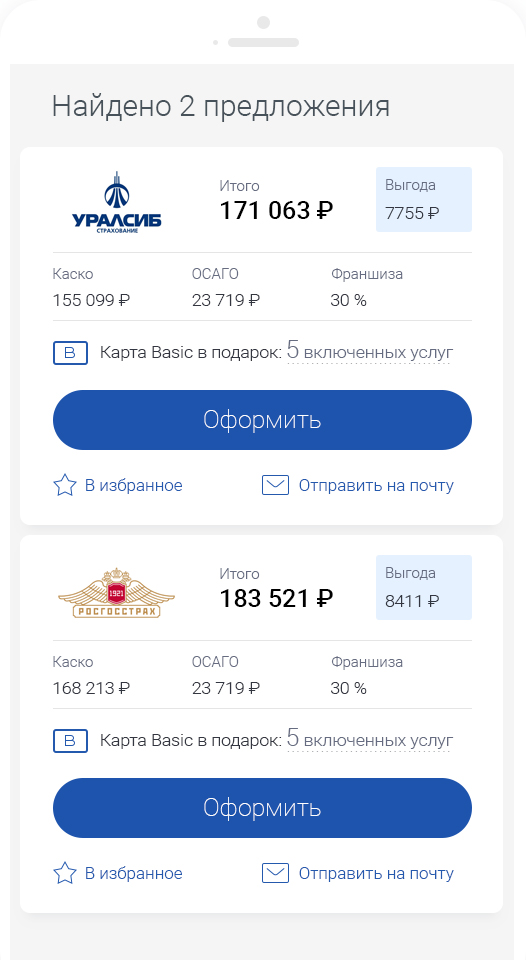 Найдено 2 предложения
УРАЛСИБ
СТРАХОВАНИЕ
Итого
171 063 ₽
Выгода
7755 ₽
Каско
ОСАГО
Франшиза
155 099 ₽
23 719 ₽
30 %
B
Карта Basic в подарок: 5 включенных услуг
Оформить
В избранное
Отправить на почту
1921
РОСГОССТРАХ
Итого
183 521 ₽
Выгода
8411 ₽
Каско
ОСАГО
Франшиза
168 213 ₽
23 719 ₽
30 %
B
Карта Basic в подарок: 5 включенных услуг
Оформить
В избранное
Отправить на почту